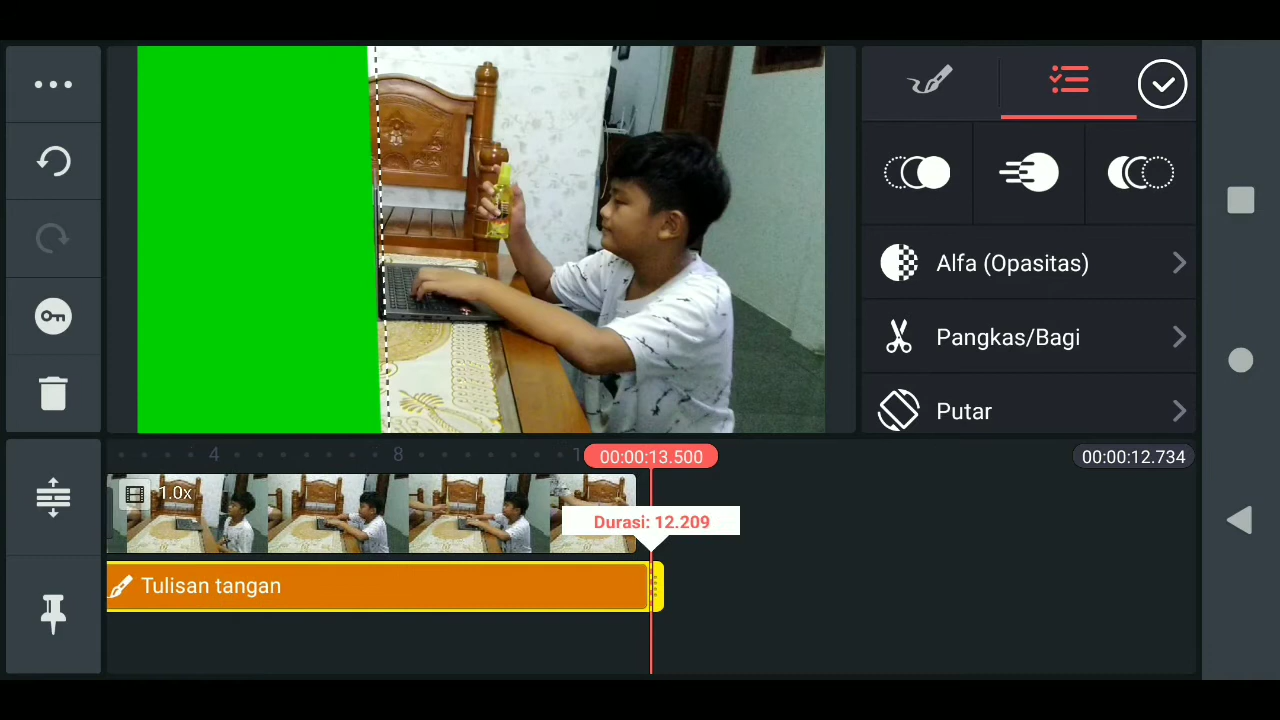 Alfa (Opasitas)
Pangkas/Bagi
Putar
4
8
1
00:00:13.500
00:00:12.734
1.0x
Durasi: 12.209
Tulisan tangan